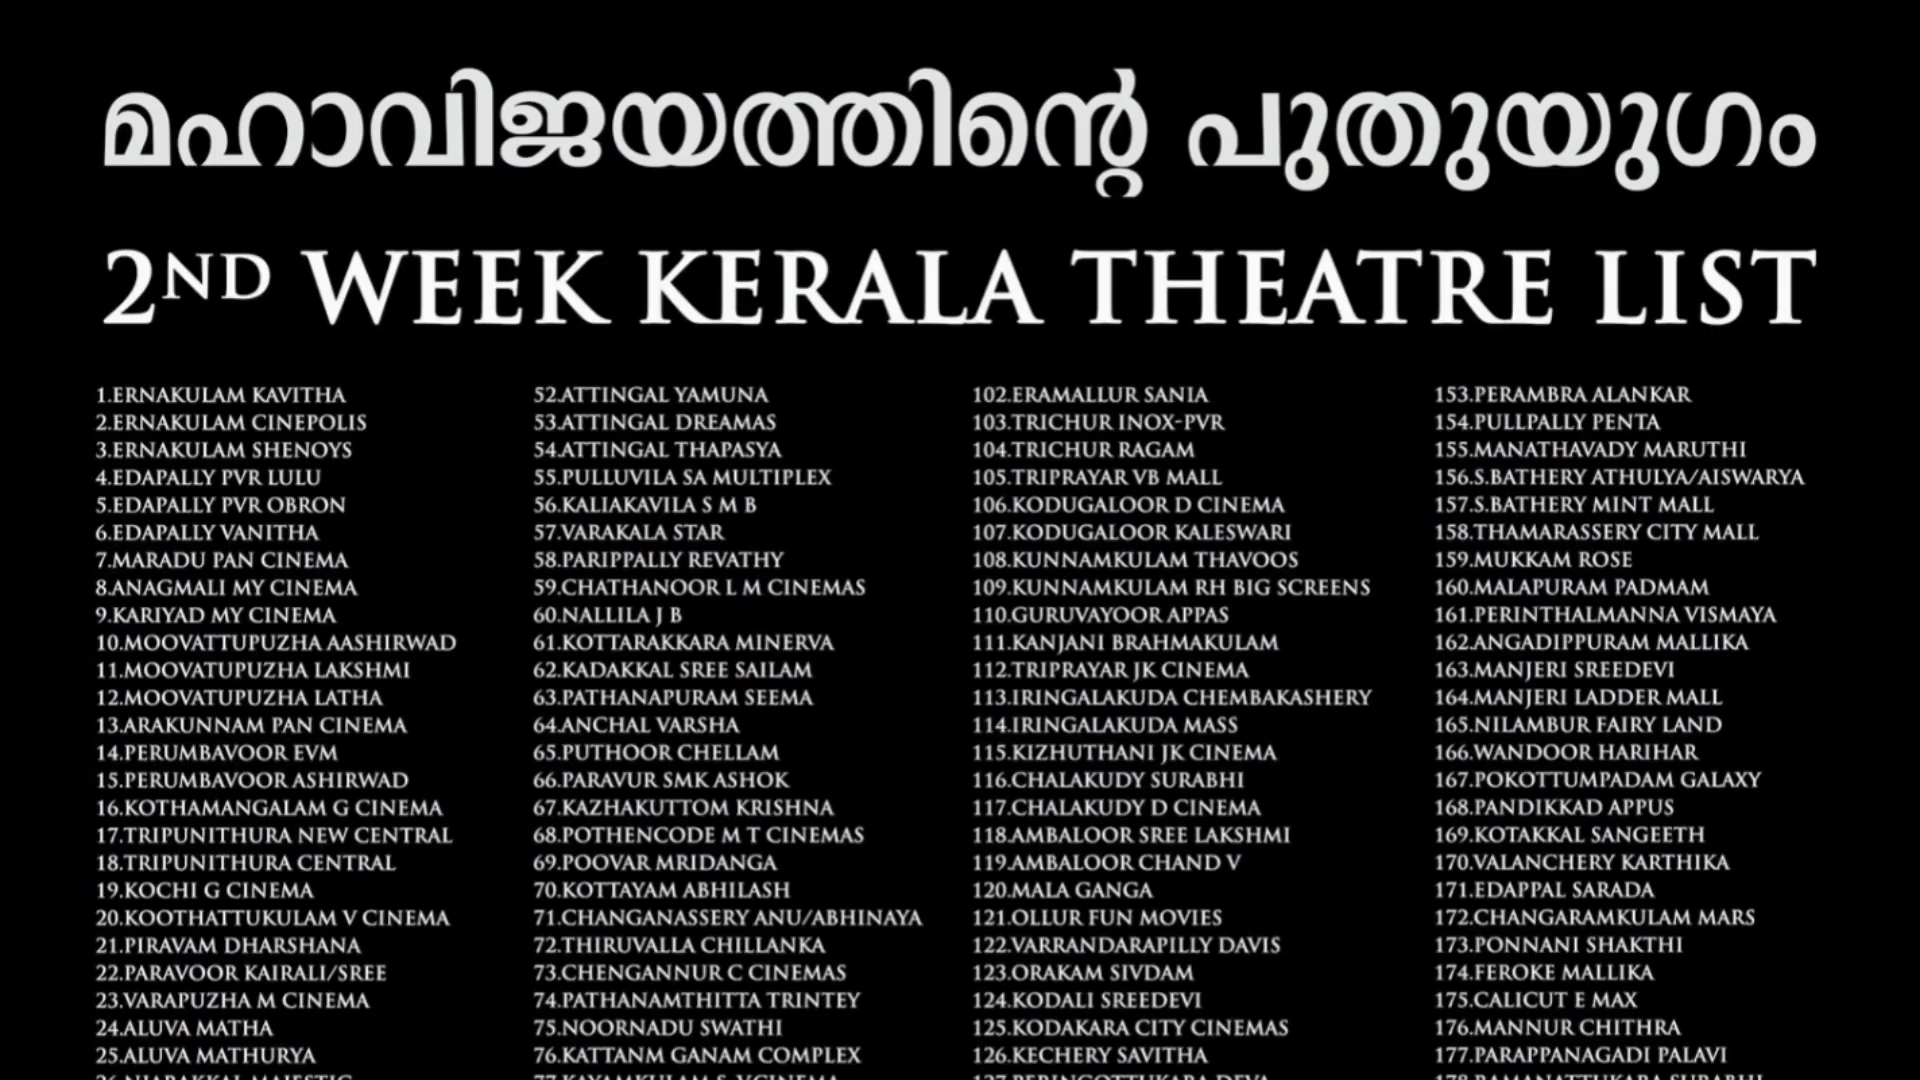 മഹാവിജയത്തിന്റെ പുതുയുഗം
2ND WEEK KERALA THEATRE LIST
1.ERNAKULAM KAVITHA
2.ERNAKULAM CINEPOLIS
3.ERNAKULAM SHENOYS
4.EDAPALLY PVR LULU
5.EDAPALLY PVR OBRON
6.EDAPALLY VANITHA
7.MARADU PAN CINEMA
8.ANAGMALI MY CINEMA
9.KARIYAD MY CINEMA
10.MOOVATTUPUZHA AASHIRWAD
11.MOOVATUPUZHA LAKSHMI
12.MOOVATUPUZHA LATHA
13.ARAKUNNAM PAN CINEMA
14.PERUMBAVOOR EVM
15.PERUMBAVOOR ASHIRWAD
16.KOTHAMANGALAM G CINEMA
17.TRIPUNITHURA NEW CENTRAL
18.TRIPUNITHURA CENTRAL
19.KOCHI G CINEMA
20.KOOTHATTUKULAM V CINEMA
21.PIRAVAM DHARSHANA
22.PARAVOOR KAIRALI/SREE
23.VARAPUZHA M CINEMA
24.ALUVA MATHA
25.ALUVA MATHURYA
52.ATTINGAL YAMUNA
53.ATTINGAL DREAMAS
54.ATTINGAL THAPASYA
55.PULLUVILA SA MULTIPLEX
56.KALIAKAVILA S M B
57.VARAKALA STAR
58.PARIPPALLY REVATHY
59.CHATHANOOR L M CINEMAS
60.NALLILA J B
61.KOTTARAKKARA MINERVA
62.KADAKKAL SREE SAILAM
63.PATHANAPURAM SEEMA
64.ANCHAL VARSHA
65.PUTHOOR CHELLAM
66.PARAVUR SMK ASHOK
67.KAZHAKUTTOM KRISHNA
68.POTHENCODE M T CINEMAS
69.POOVAR MRIDANGA
70.KOTTAYAM ABHILASH
71.CHANGANASSERY ANU/ABHINAYA
72.THIRUVALLA CHILLANKA
73.CHENGANNUR C CINEMAS
74.PATHANAMTHITTA TRINTEY
75.NOORNADU SWATHI
76.KATTANM GANAM COMPLEX
102.ERAMALLUR SANIA
103.TRICHUR INOX-PVR
104.TRICHUR RAGAM
105.TRIPRAYAR VB MALL
106.KODUGALOOR D CINEMA
107.KODUGALOOR KALESWARI
108.KUNNAMKULAM THAVOOS
109.KUNNAMKULAM RH BIG SCREENS
110.GURUVAYOOR APPAS
111.KANJANI BRAHMAKULAM
112.TRIPRAYAR JK CINEMA
113.IRINGALAKUDA CHEMBAKASHERY
114.IRINGALAKUDA MASS
115.KIZHUTHANI JK CINEMA
116.CHALAKUDY SURABHI
117.CHALAKUDY D CINEMA
118.AMBALOOR SREE LAKSHMI
119.AMBALOOR CHAND V
120.MALA GANGA
121.OLLUR FUN MOVIES
122.VARRANDARAPILLY DAVIS
123.ORAKAM SIVDAM
124.KODALI SREEDEVI
125.KODAKARA CITY CINEMAS
126.KECHERY SAVITHA
153.PERAMBRA ALANKAR
154.PULLPALLY PENTA
155.MANATHAVADY MARUTHI
156.S.BATHERY ATHULYA/AISWARYA
157.S.BATHERY MINT MALL
158.THAMARASSERY CITY MALL
159.MUKKAM ROSE
160.MALAPURAM PADMAM
161.PERINTHALMANNA VISMAYA
162.ANGADIPPURAM MALLIKA
163.MANJERI SREEDEVI
164.MANJERI LADDER MALL
165.NILAMBUR FAIRY LAND
166.WANDOOR HARIHAR
167.POKOTTUMPADAM GALAXY
168.PANDIKKAD APPUS
169.KOTAKKAL SANGEETH
170.VALANCHERY KARTHIKA
171.EDAPPAL SARADA
172.CHANGARAMKULAM MARS
173.PONNANI SHAKTHI
174.FEROKE MALLIKA
175.CALICUT E MAX
176.MANNUR CHITHRA
177.PARAPPANAGADI PALAVI